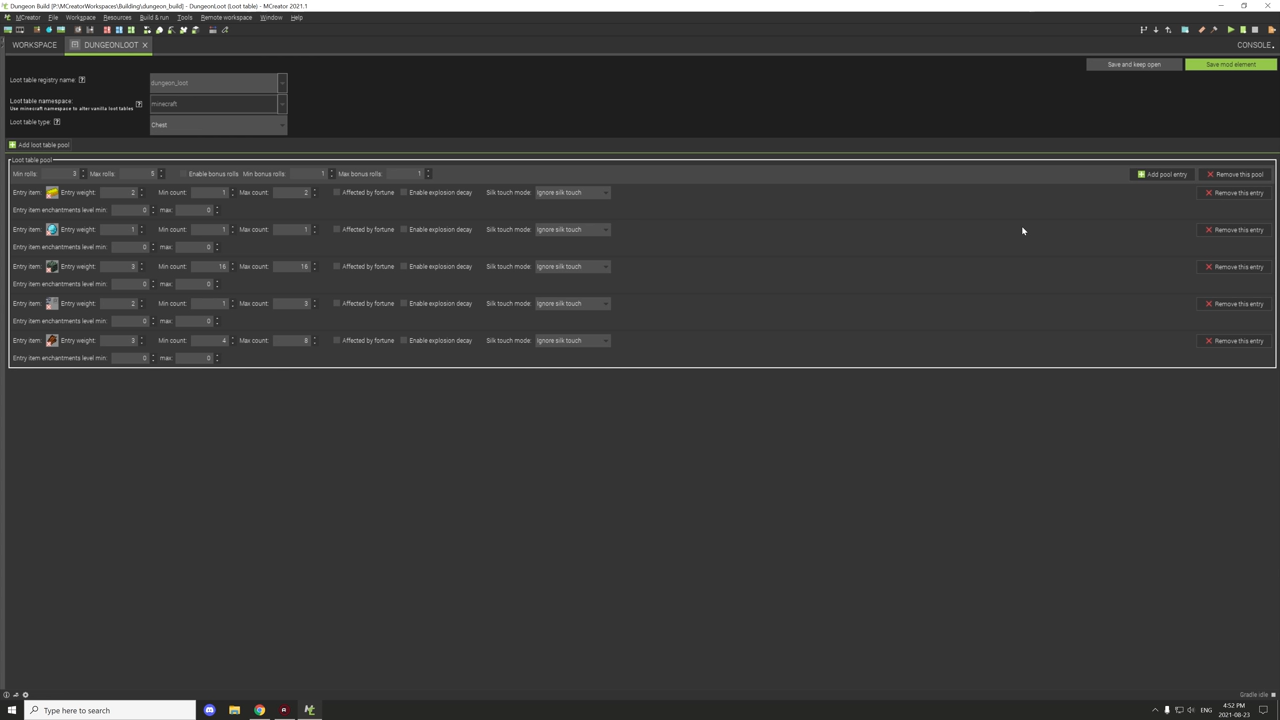 Dungeon Build [P:\MCreatorWorkspaces\Building\dungeon_build] - DungeonLoot (Loot table) - MCreator 2021.1
MCreator File Workspace Resources Build & run Tools Remote workspace Window Help
WORKSPACE DUNGEONLOOT CONSOLE
Save and keep open Save mod element
Loot table registry name: dungeon_loot
Loot table namespace: minecraft
Use minecraft namespace to alter vanilla loot tables
Loot table type: Chest
Add loot table pool
Loot table pool
Min rolls: 3 Max rolls: 5 Enable bonus rolls Min bonus rolls: 1 Max bonus rolls: 1 Add pool entry Remove this pool
Entry item: Entry weight: 2 Min count: 1 Max count: 2 Affected by fortune Enable explosion decay Silk touch mode: Ignore silk touch Remove this entry
Entry item enchantments level min: 0 max: 0
Entry item: Entry weight: 1 Min count: 1 Max count: 1 Affected by fortune Enable explosion decay Silk touch mode: Ignore silk touch Remove this entry
Entry item enchantments level min: 0 max: 0
Entry item: Entry weight: 3 Min count: 16 Max count: 16 Affected by fortune Enable explosion decay Silk touch mode: Ignore silk touch Remove this entry
Entry item enchantments level min: 0 max: 0
Entry item: Entry weight: 2 Min count: 1 Max count: 3 Affected by fortune Enable explosion decay Silk touch mode: Ignore silk touch Remove this entry
Entry item enchantments level min: 0 max: 0
Entry item: Entry weight: 3 Min count: 4 Max count: 8 Affected by fortune Enable explosion decay Silk touch mode: Ignore silk touch Remove this entry
Entry item enchantments level min: 0 max: 0
Gradle idle
Type here to search ENG 4:52 PM
2021-08-23